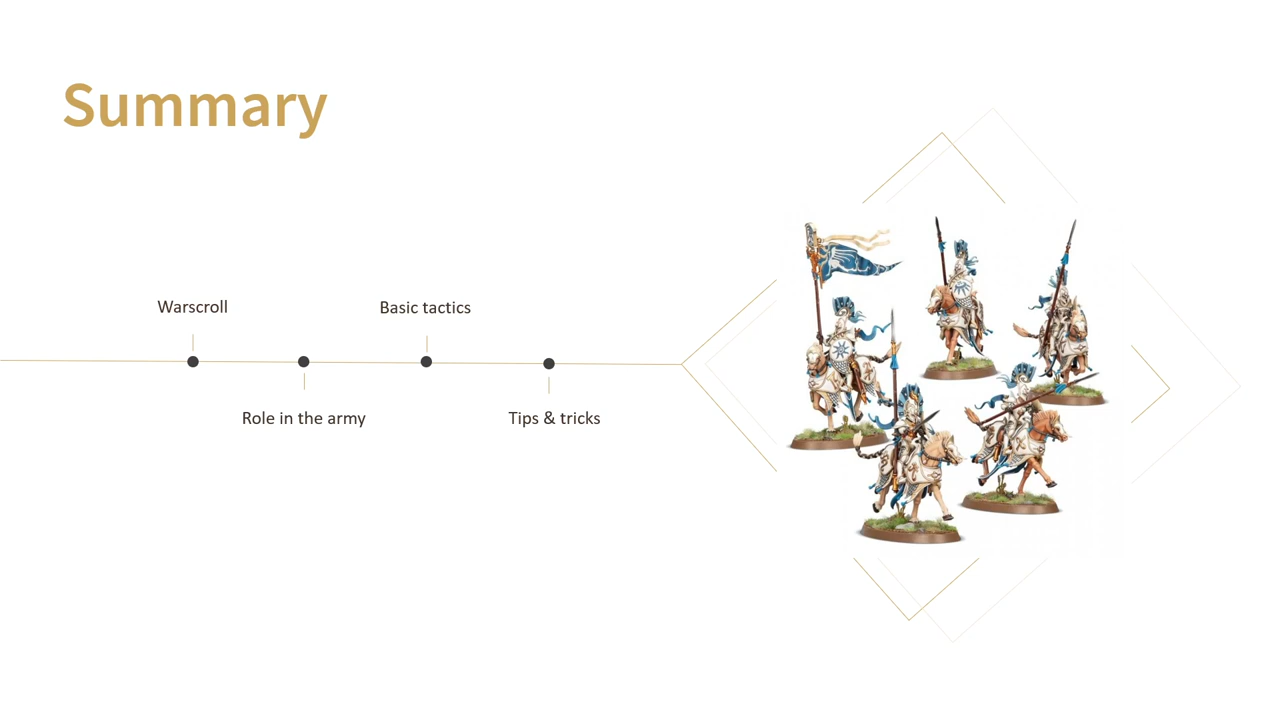 Summary
Warscroll
Role in the army
Basic tactics
Tips & tricks